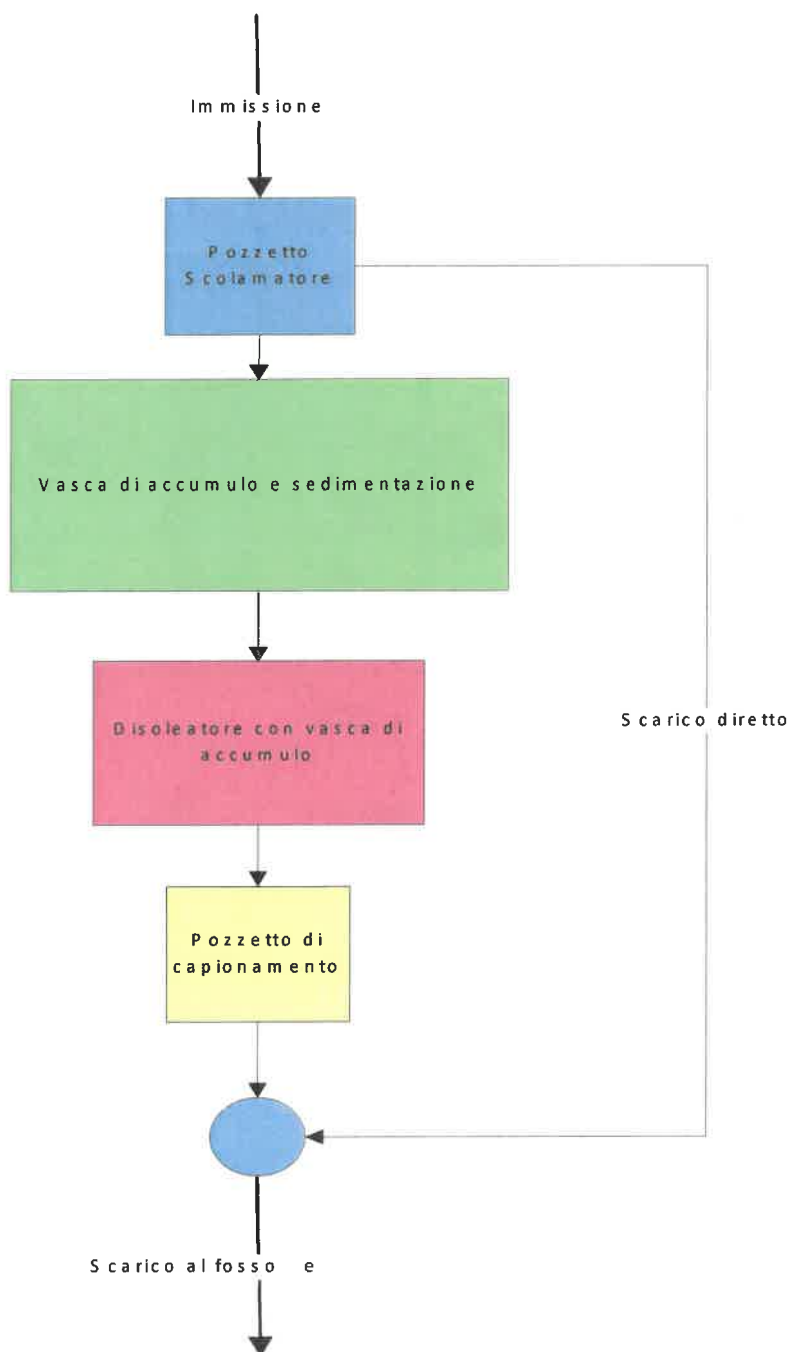 Immissione
Pozzetto
Scolamatore
Vasca di accumulo e sedimentazione
Disoleatore con vasca di
accumulo
Scarico diretto
Pozzetto di
capionamento
Scarico al fosso e